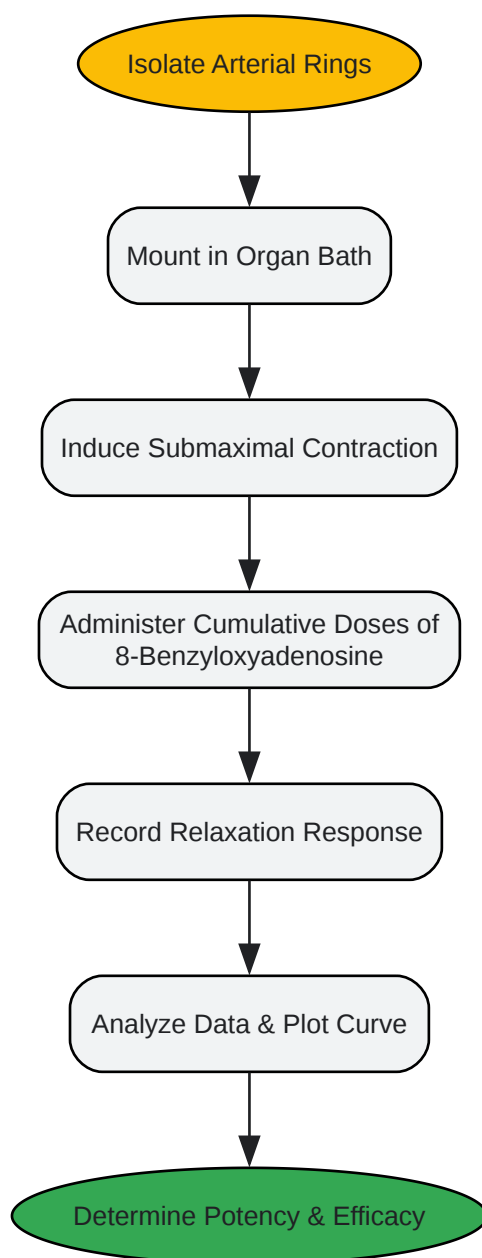 Isolate Arterial Rings
Mount in Organ Bath
Induce Submaximal Contraction
Administer Cumulative Doses of
8-Benzyloxyadenosine
Record Relaxation Response
Analyze Data & Plot Curve
Determine Potency & Efficacy